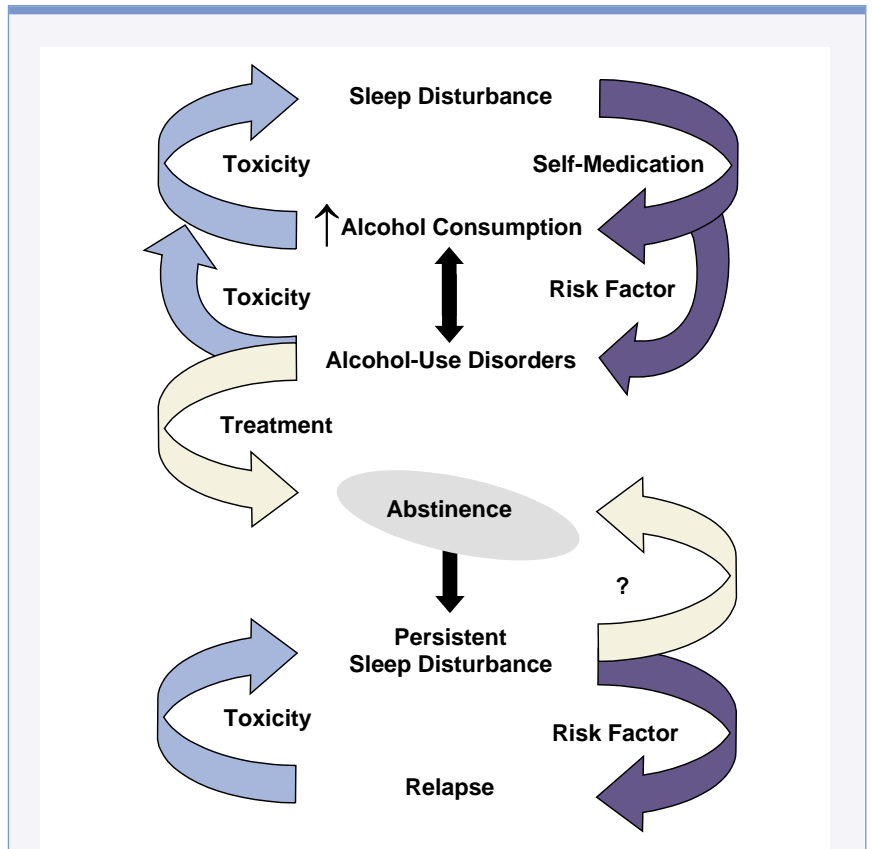 Sleep Disturbance
Toxicity
Self-Medication
↑ Alcohol Consumption
Toxicity
Risk Factor
Alcohol-Use Disorders
Treatment
Abstinence
?
Persistent
Sleep Disturbance
Toxicity
Risk Factor
Relapse